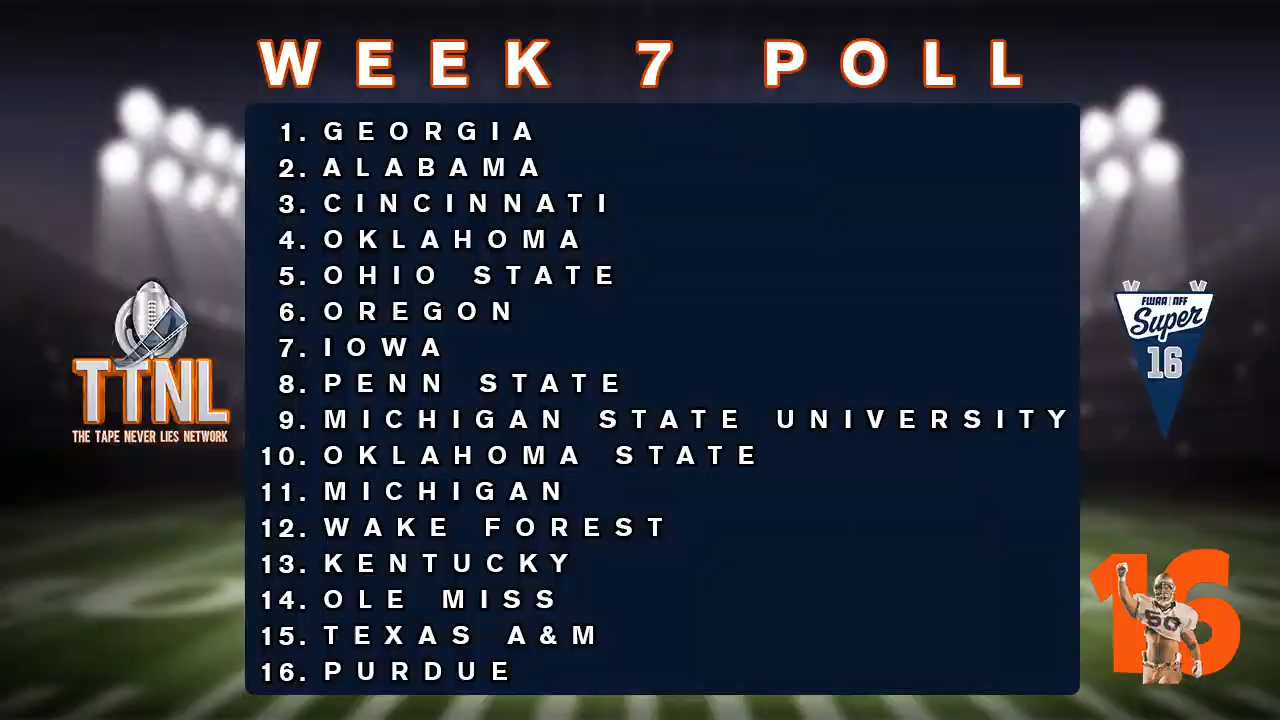 WEEK 7 POLL
1. GEORGIA
2. ALABAMA
3. CINCINNATI
4. OKLAHOMA
5. OHIO STATE
6. OREGON
7. IOWA
8. PENN STATE
9. MICHIGAN STATE UNIVERSITY
10. OKLAHOMA STATE
11. MICHIGAN
12. WAKE FOREST
13. KENTUCKY
14. OLE MISS
15. TEXAS A&M
16. PURDUE
TTNL
THE TAPE NEVER LIES NETWORK
FWAA | NFF
Super
16
16
50